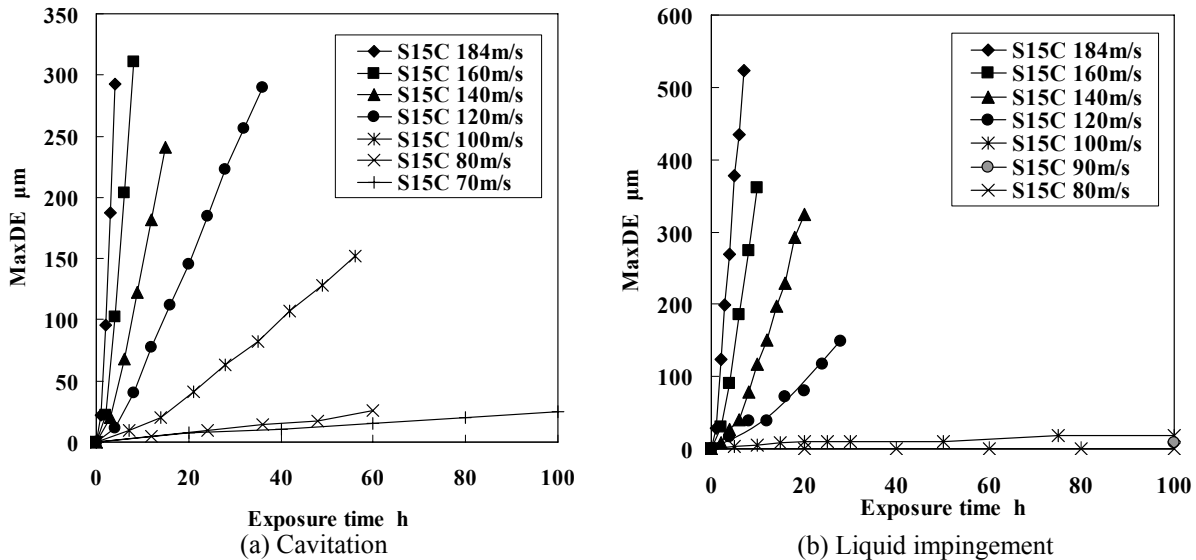 350
300
250
200
150
100
50
0
MaxDE μm
S15C 184m/s
S15C 160m/s
S15C 140m/s
S15C 120m/s
S15C 100m/s
S15C 80m/s
S15C 70m/s
0 20 40 60 80 100
Exposure time h
(a) Cavitation
600
500
400
300
200
100
0
MaxDE μm
S15C 184m/s
S15C 160m/s
S15C 140m/s
S15C 120m/s
S15C 100m/s
S15C 90m/s
S15C 80m/s
0 20 40 60 80 100
Exposure time h
(b) Liquid impingement